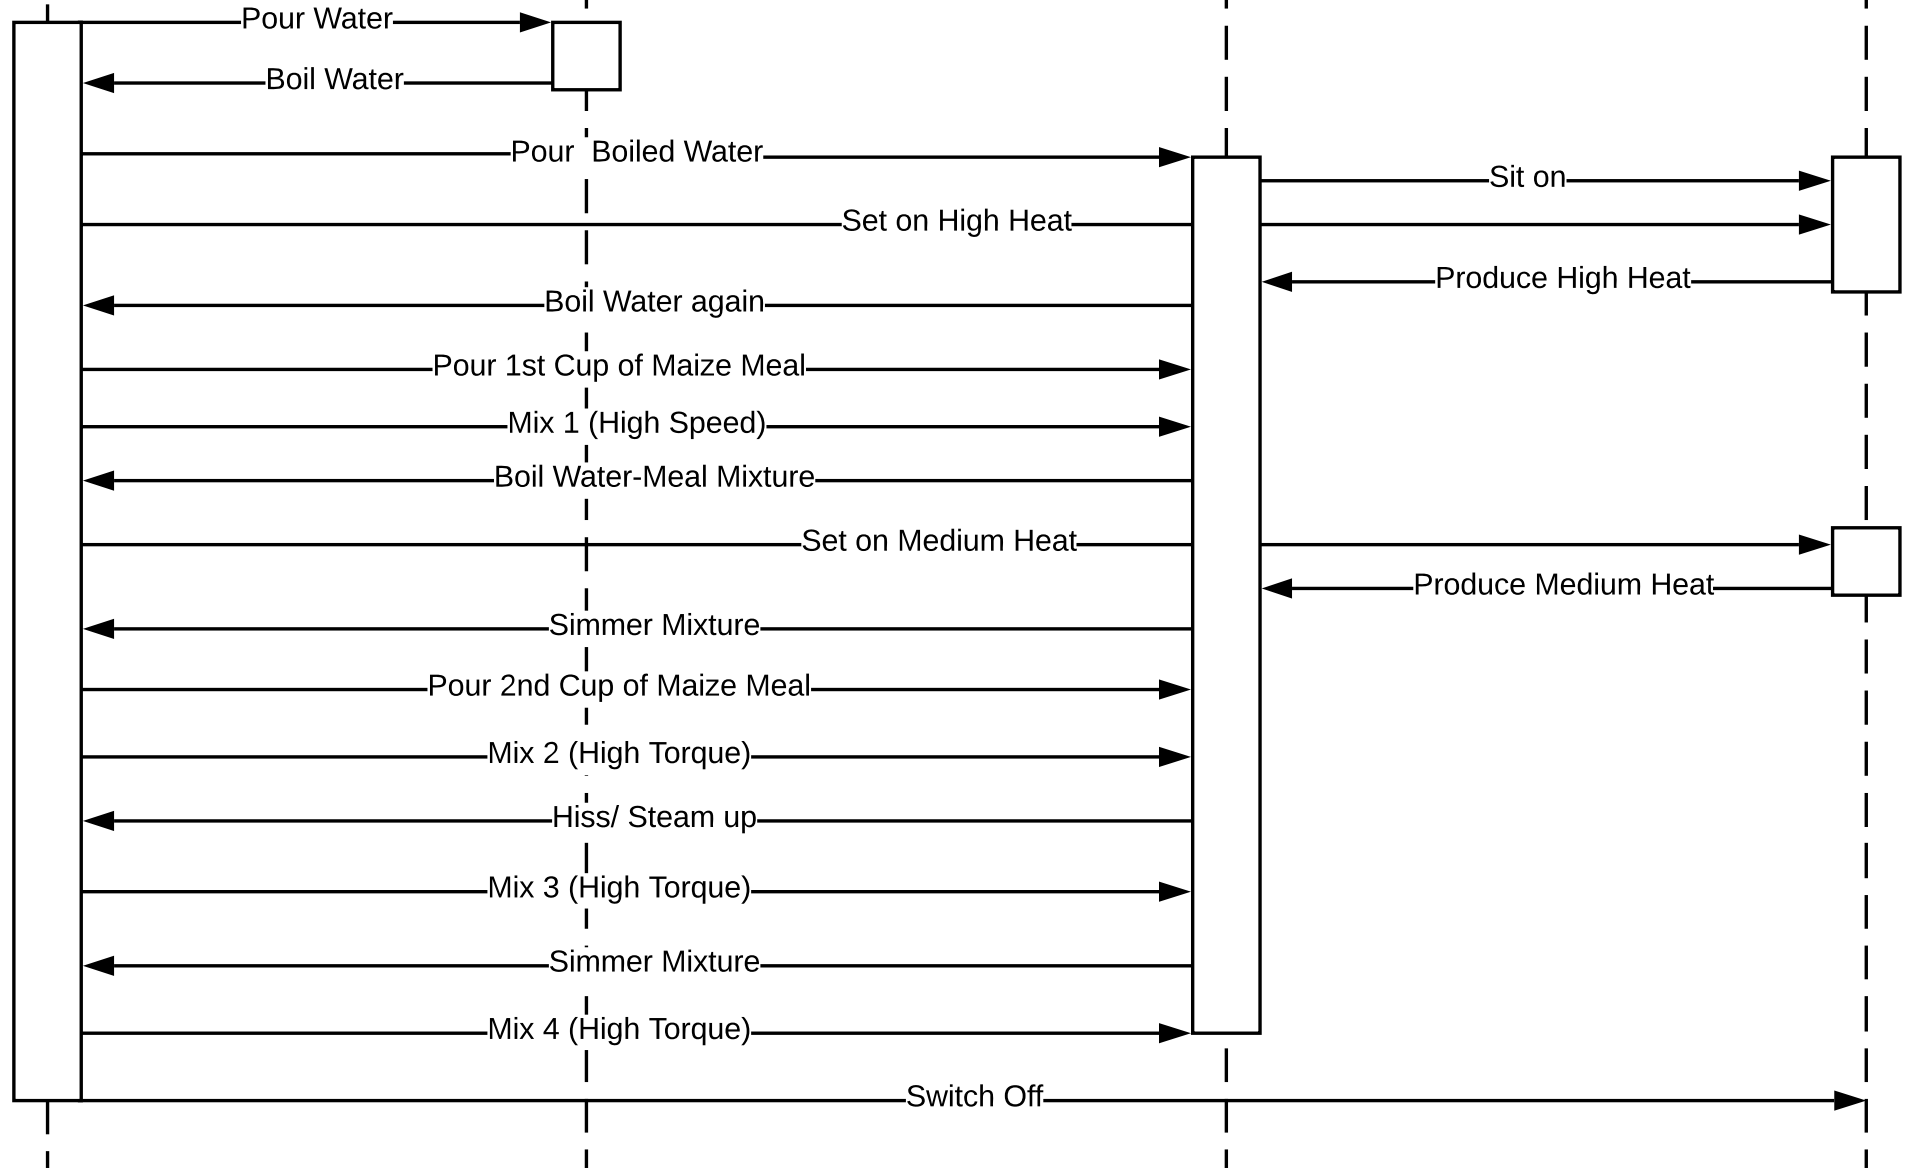 Pour Water
Boil Water
Pour  Boiled Water
Sit on
Set on High Heat
Produce High Heat
Boil Water again
Pour 1st Cup of Maize Meal
Mix 1 (High Speed)
Boil Water-Meal Mixture
Set on Medium Heat
Produce Medium Heat
Simmer Mixture
Pour 2nd Cup of Maize Meal
Mix 2 (High Torque)
Hiss/ Steam up
Mix 3 (High Torque)
Simmer Mixture
Mix 4 (High Torque)
Switch Off